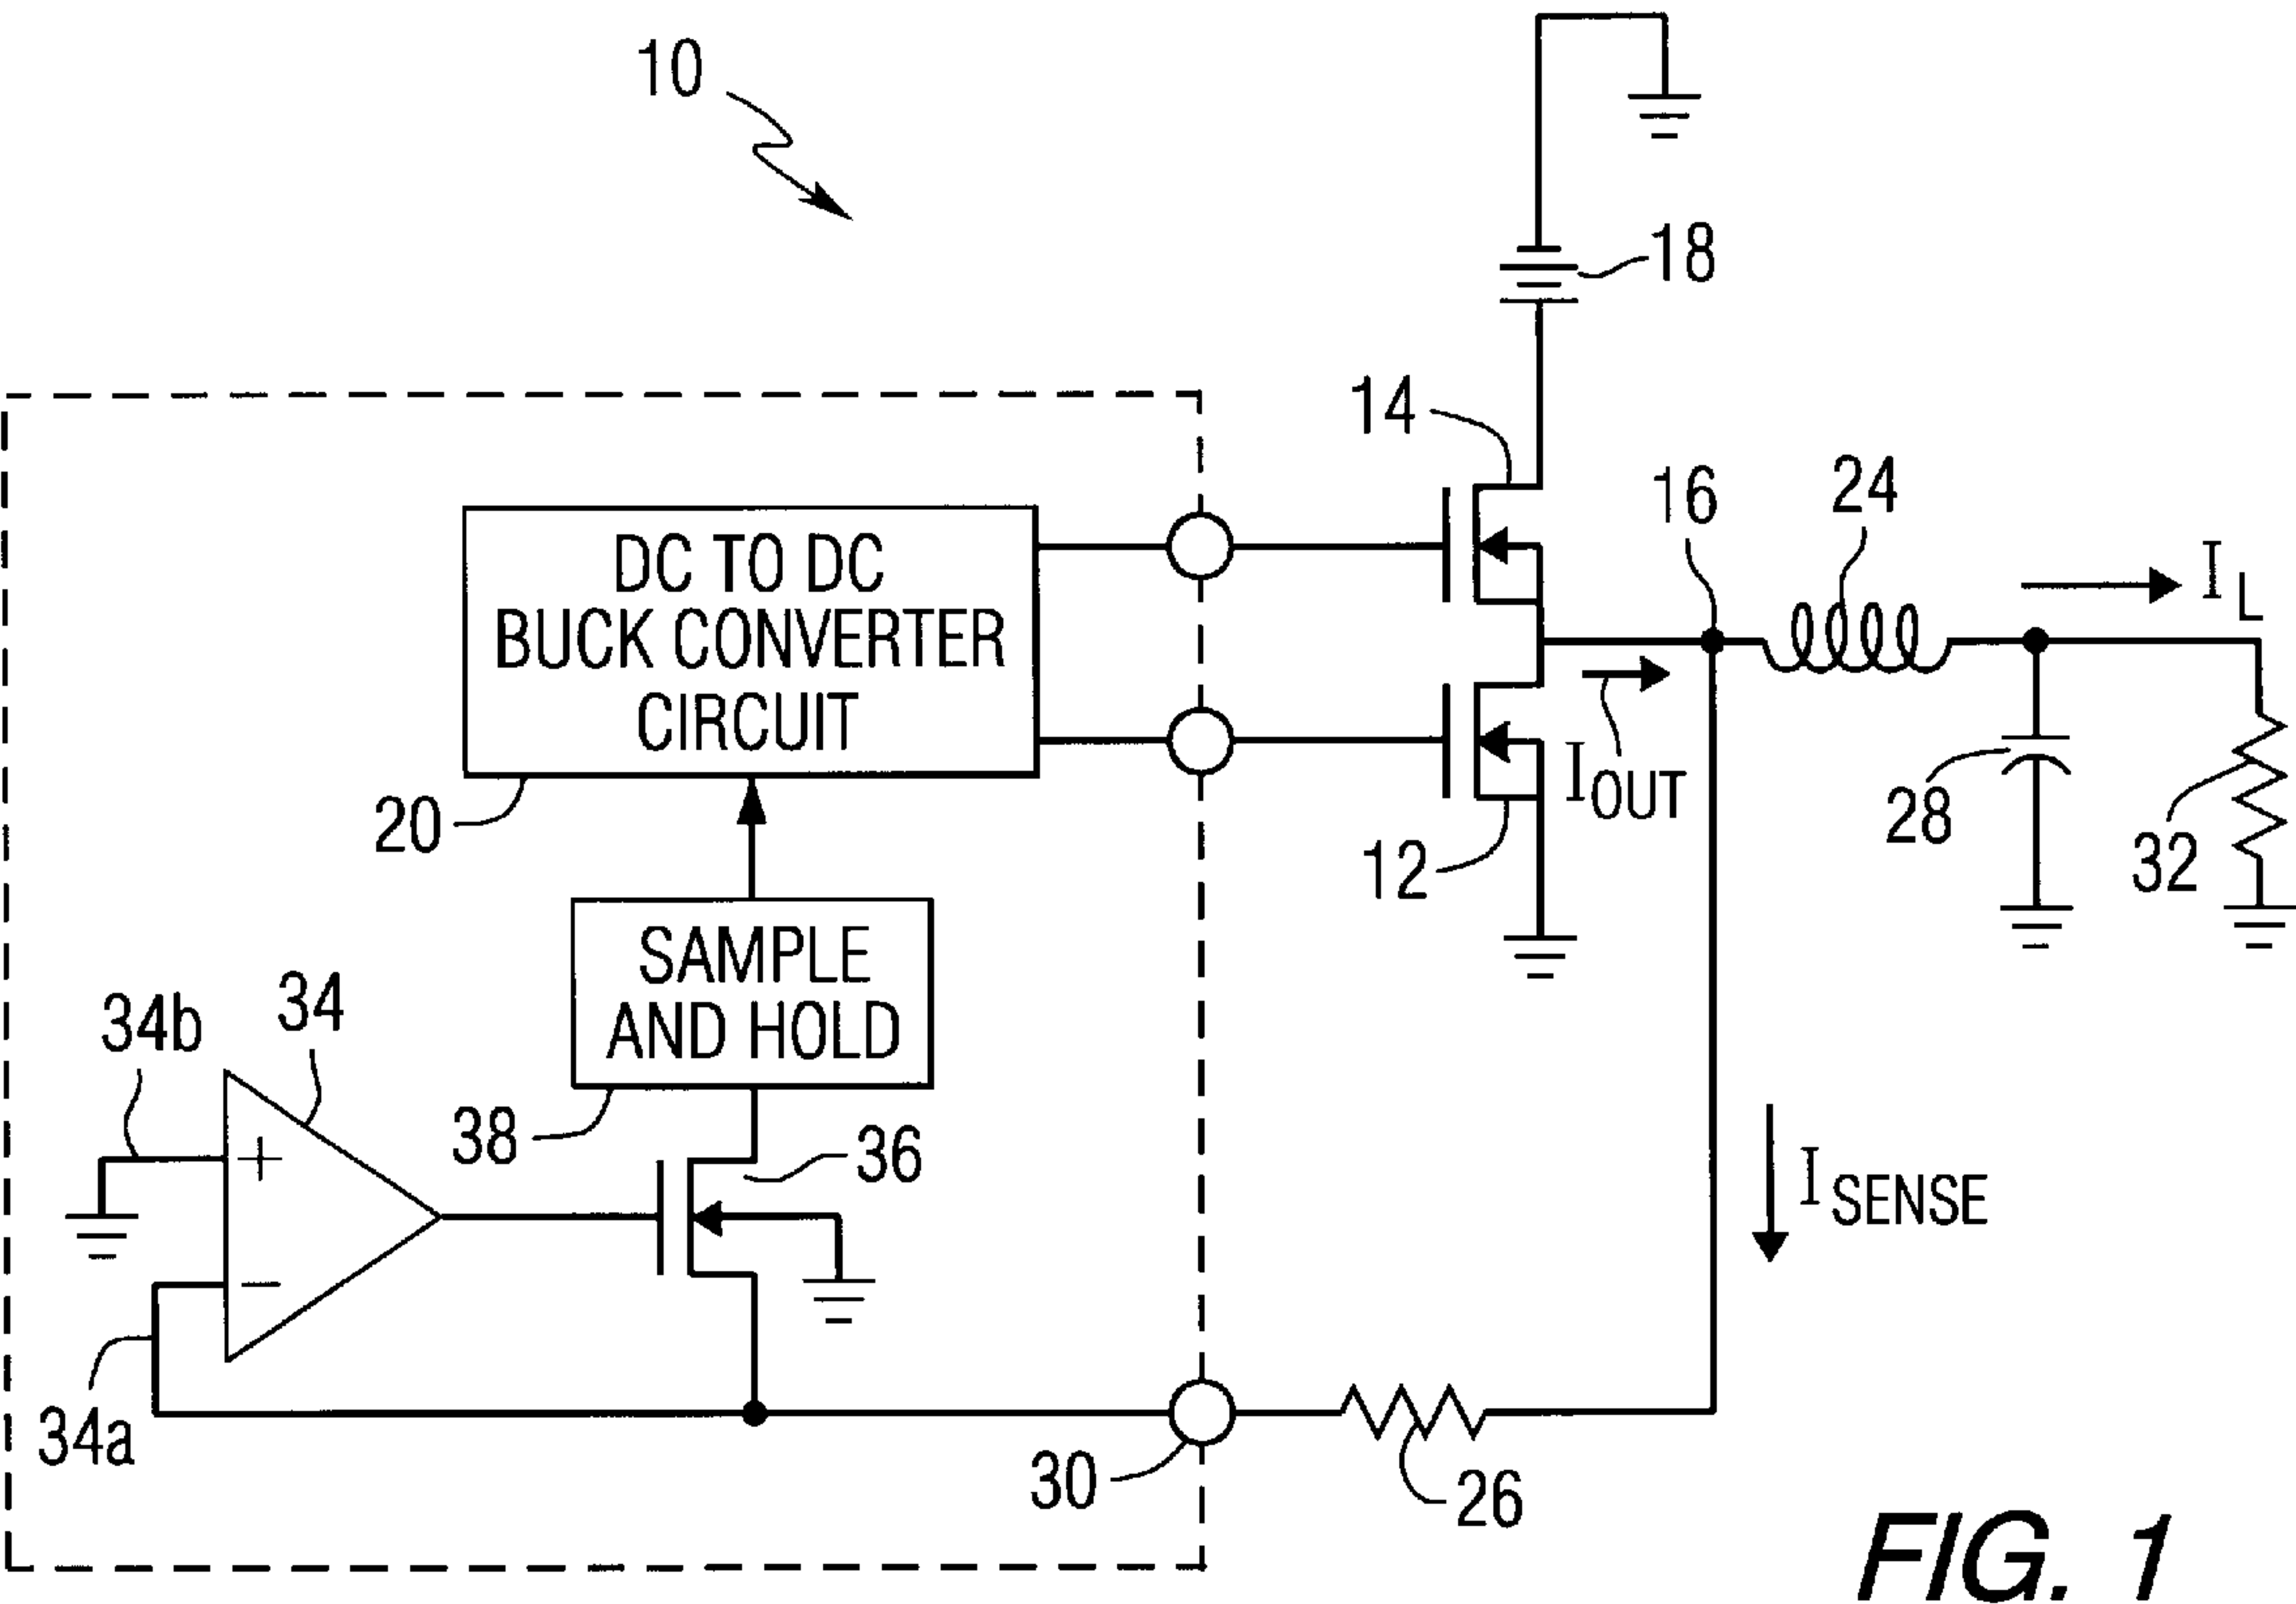 10
18
14
16
24
I L
DC TO DC
BUCK CONVERTER
CIRCUIT
I OUT
20
12
28
32
SAMPLE
AND HOLD
34b
34
+
38
36
I SENSE
−
34a
30
26
FIG. 1